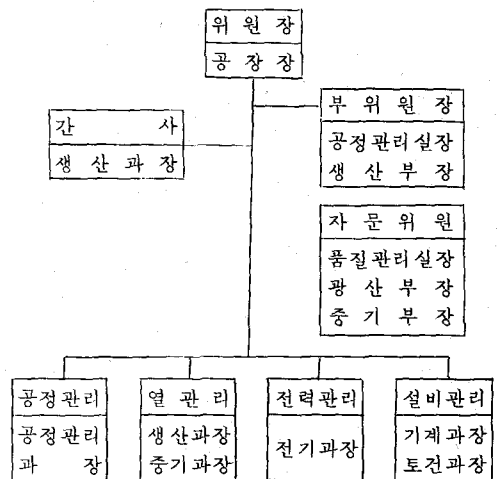 위 원 장
공 장 장
부 위 원 장
공정관리실장
생 산 부 장
간 사
생 산 과 장
자 문 위 원
품질관리실장
광 산 부 장
중 기 부 장
공정관리
공정관리
과 장
열 관 리
생산과장
중기과장
전력관리
전기과장
설비관리
기계과장
토건과장